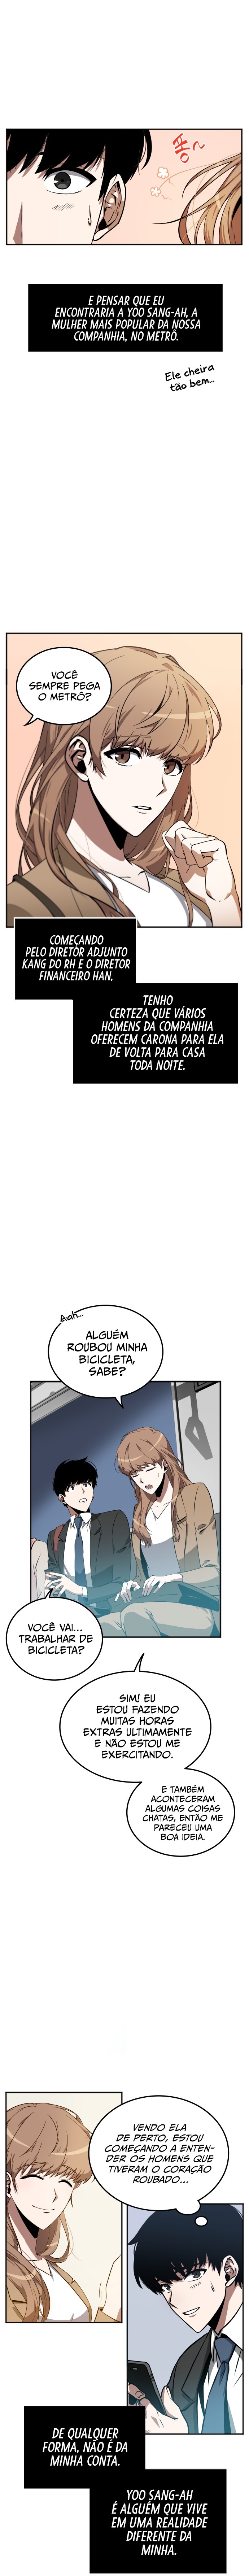 퐁~
E PENSAR QUE EU
ENCONTRARIA A YOO SANG-AH, A
MULHER MAIS POPULAR DA NOSSA
COMPANHIA, NO METRÔ.
Ele cheira
tão bem...
VOCÊ
SEMPRE PEGA
O METRÔ?
COMEÇANDO
PELO DIRETOR ADJUNTO
KANG DO RH E O DIRETOR
FINANCEIRO HAN,
TENHO
CERTEZA QUE VÁRIOS
HOMENS DA COMPANHIA
OFERECEM CARONA PARA ELA
DE VOLTA PARA CASA
TODA NOITE.
Aah...
ALGUÉM
ROUBOU MINHA
BICICLETA,
SABE?
VOCÊ VAI...
TRABALHAR DE
BICICLETA?
SIM! EU
ESTOU FAZENDO
MUITAS HORAS
EXTRAS ULTIMAMENTE
E NÃO ESTOU ME
EXERCITANDO.
E TAMBÉM
ACONTECERAM
ALGUMAS COISAS
CHATAS, ENTÃO ME
PARECEU UMA
BOA IDEIA.
VENDO ELA
DE PERTO, ESTOU
COMEÇANDO A ENTEN-
DER OS HOMENS QUE
TIVERAM O CORAÇÃO
ROUBADO...
DE QUALQUER
FORMA, NÃO É DA
MINHA CONTA.
YOO SANG-AH
É ALGUÉM QUE VIVE
EM UMA REALIDADE
DIFERENTE DA
MINHA.